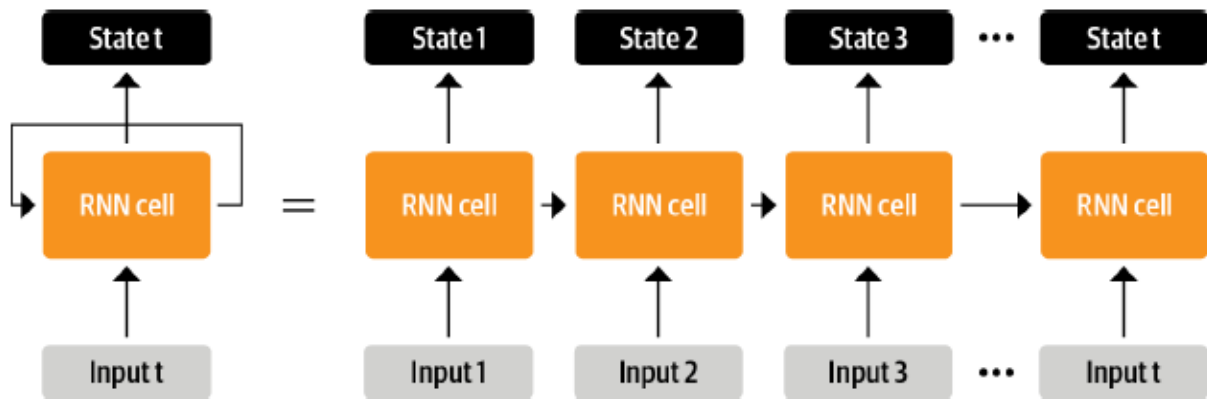 State t State 1 State 2 State 3 ••• State t
RNN cell = RNN cell RNN cell RNN cell RNN cell
Input t Input 1 Input 2 Input 3 ••• Input t